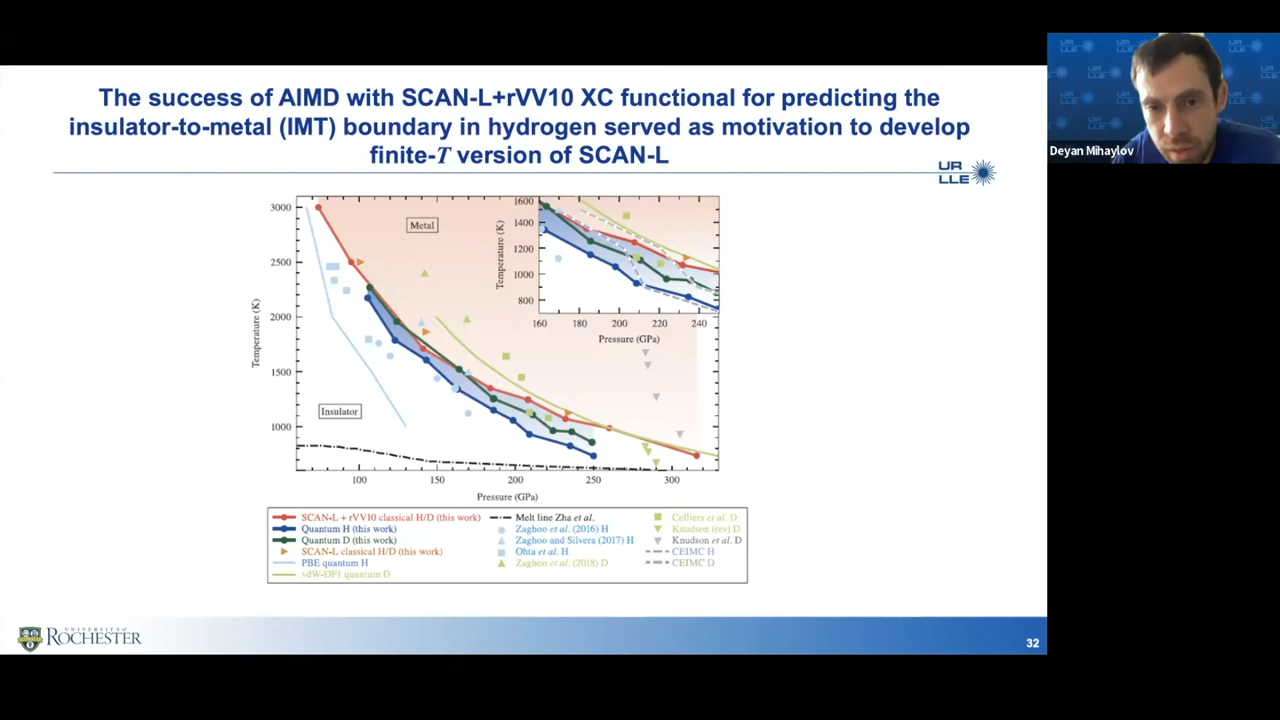 The success of AIMD with SCAN-L+rVV10 XC functional for predicting the
insulator-to-metal (IMT) boundary in hydrogen served as motivation to develop
finite-T version of SCAN-L
UR
LLE
Deyan Mihaylov
3000
2500
2000
1500
1000
Temperature (K)
Metal
Insulator
100
150
200
250
300
Pressure (GPa)
1600
1400
1200
1000
800
Temperature (K)
160
180
200
220
240
Pressure (GPa)
SCAN-L + rVV10 classical H/D (this work)
Quantum H (this work)
Quantum D (this work)
SCAN-L classical H/D (this work)
PBE quantum H
vdW-DF1 quantum D
Melt line Zha et al.
Zaghoo et al. (2016) H
Zaghoo and Silvera (2017) H
Ohta et al. H
Zaghoo et al. (2018) D
Celliers et al. D
Knudson (rev) D
Knudson et al. D
CEIMC H
CEIMC D
UNIVERSITY of
ROCHESTER
32